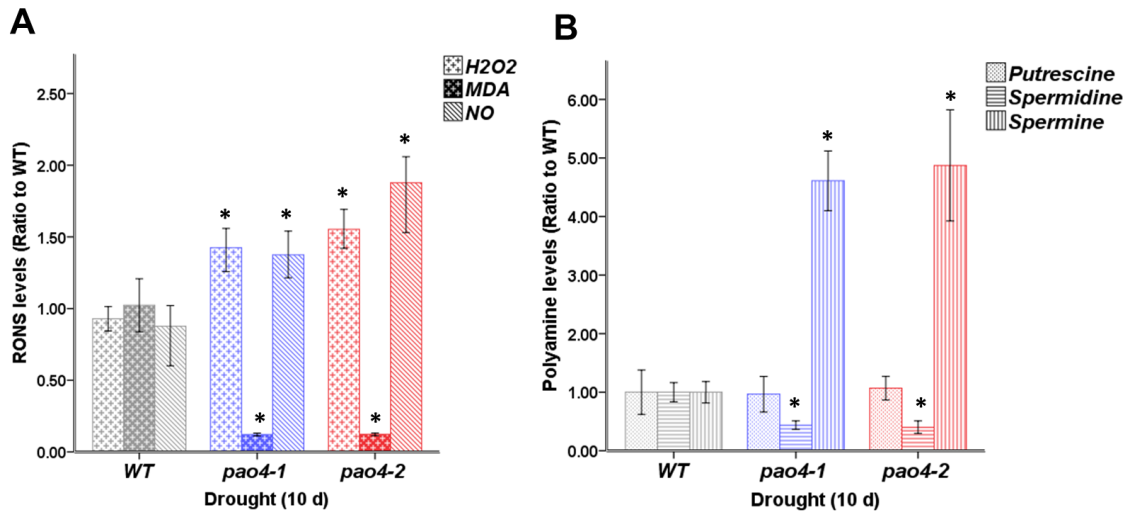 A
RONS levels (Ratio to WT)
2.50
2.00
1.50
1.00
0.50
0.00
* * * * * *
H2O2
MDA
NO
WT pao4-1 pao4-2
Drought (10 d)
B
Polyamine levels (Ratio to WT)
6.00
5.00
4.00
3.00
2.00
1.00
0.00
* * * *
Putrescine
Spermidine
Spermine
WT pao4-1 pao4-2
Drought (10 d)